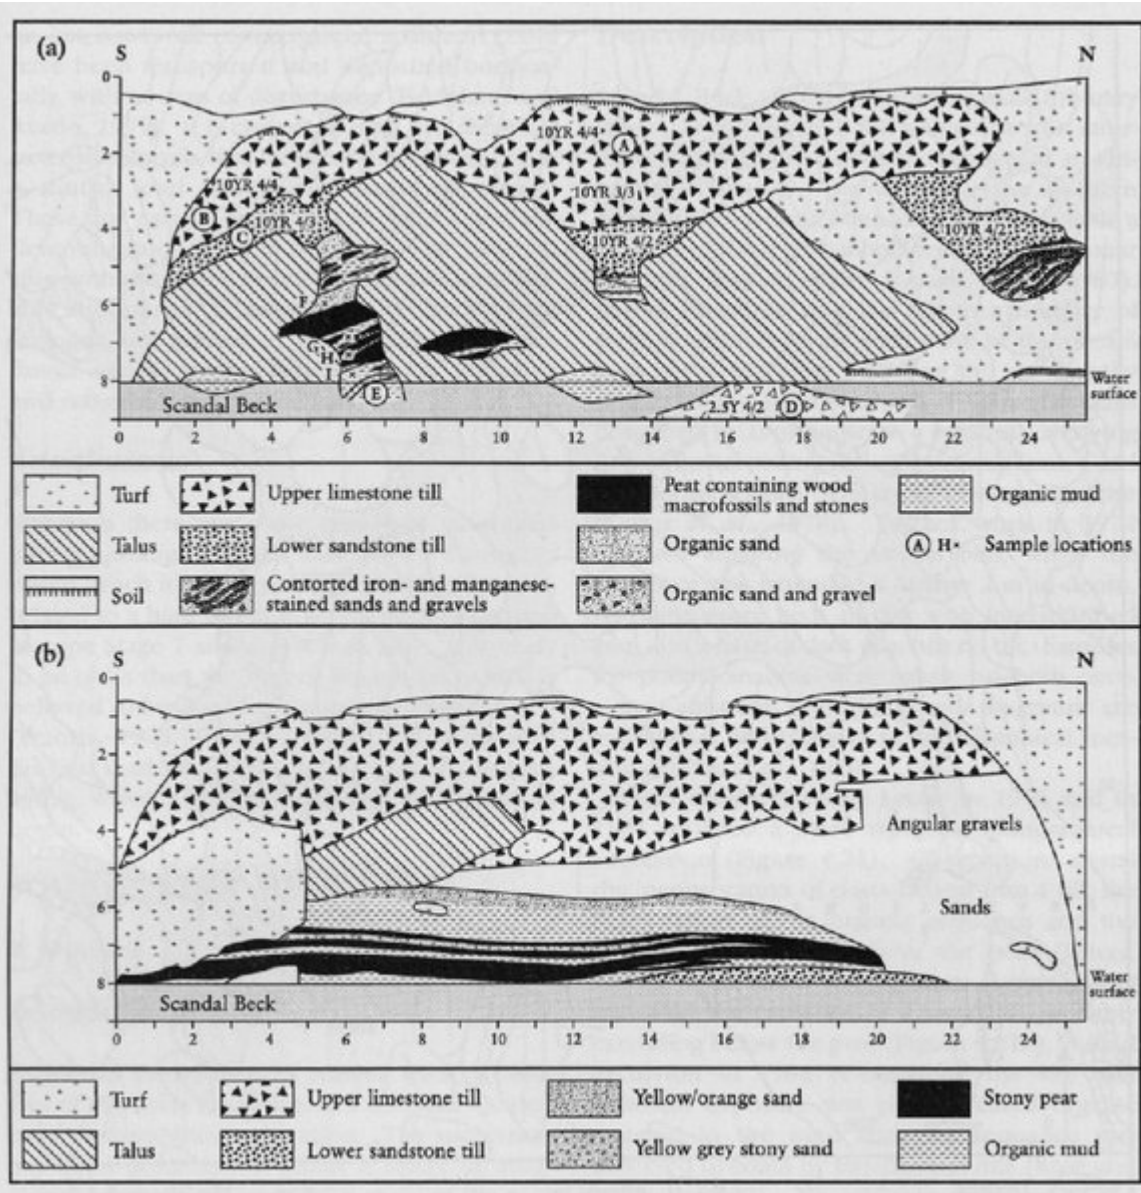 (a)
S
N
0
2
4
6
8
10YR 4/4
A
10YR 4/4
10YR 3/3
B
10YR 4/3
C
10YR 4/2
10YR 4/2
F
G
H
I
E
2.5Y 4/2
D
Scandal Beck
Water
surface
0 2 4 6 8 10 12 14 16 18 20 22 24
Turf
Upper limestone till
Peat containing wood
macrofossils and stones
Organic mud
Talus
Lower sandstone till
Organic sand
A H• Sample locations
Soil
Contorted iron- and manganese-
stained sands and gravels
Organic sand and gravel
(b)
S
N
0
2
4
6
8
Angular gravels
Sands
Scandal Beck
Water
surface
0 2 4 6 8 10 12 14 16 18 20 22 24
Turf
Upper limestone till
Yellow/orange sand
Stony peat
Talus
Lower sandstone till
Yellow grey stony sand
Organic mud